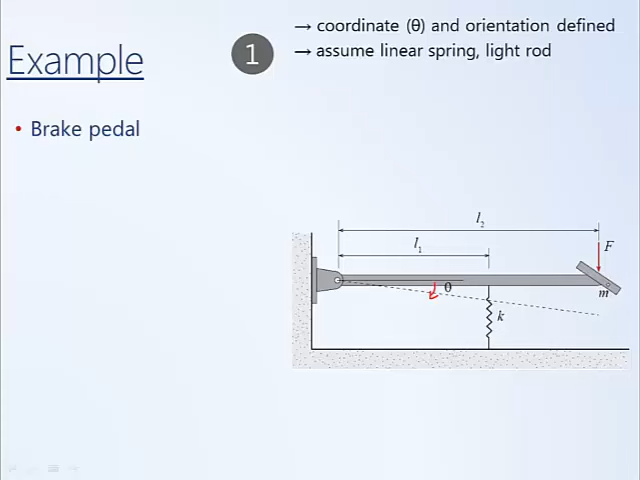 → coordinate (θ) and orientation defined
1
→ assume linear spring, light rod
Example
• Brake pedal
l₂
F
l₁
θ
m
k